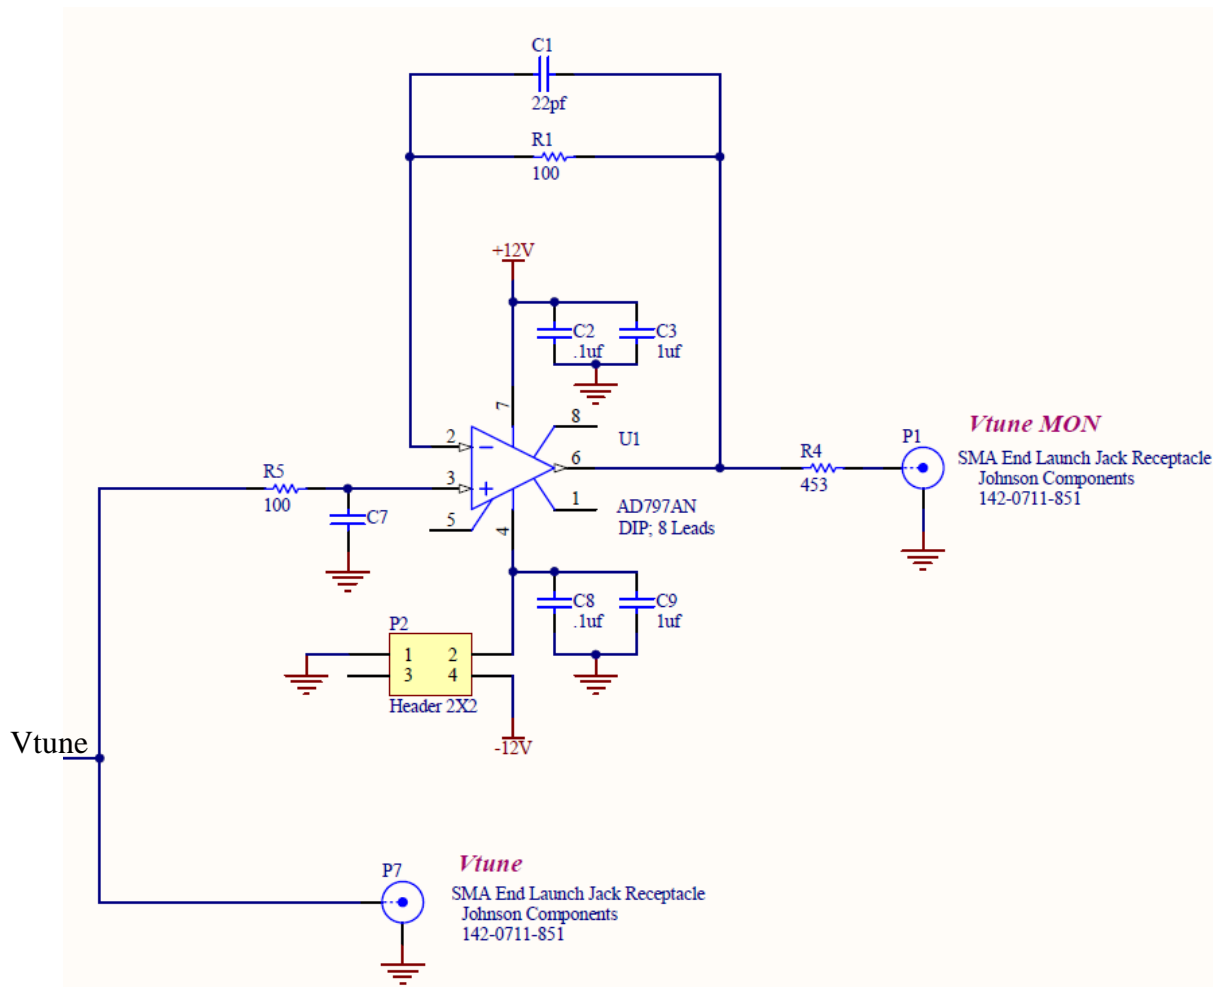 C1
22pf
R1
100
+12V
C2
.1uf
C3
1uf
7
2
3
5
4
8
6
1
U1
AD797AN
DIP; 8 Leads
R5
100
C7
R4
453
P1
Vtune MON
SMA End Launch Jack Receptacle
Johnson Components
142-0711-851
C8
.1uf
C9
1uf
P2
1 2
3 4
Header 2X2
-12V
Vtune
P7
Vtune
SMA End Launch Jack Receptacle
Johnson Components
142-0711-851